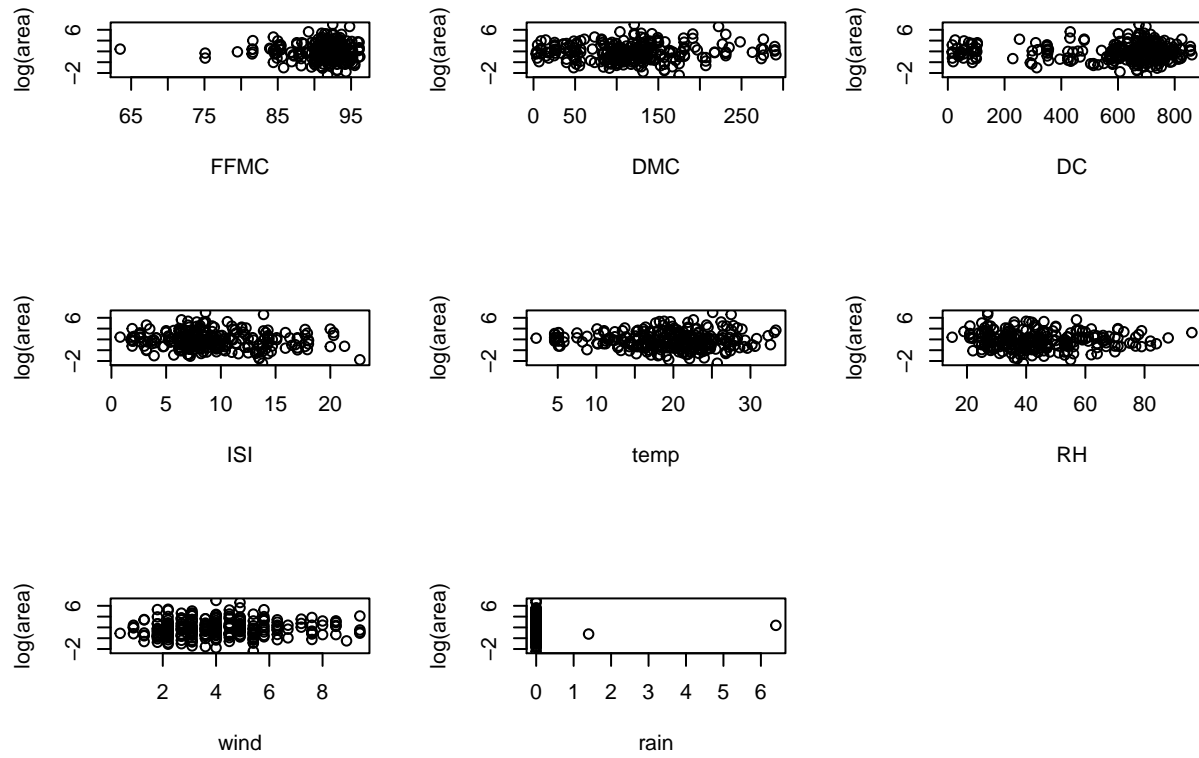 log(area)
6
−2
65 75 85 95
FFMC
log(area)
6
−2
0 50 150 250
DMC
log(area)
6
−2
0 200 400 600 800
DC
log(area)
6
−2
0 5 10 15 20
ISI
log(area)
6
−2
5 10 20 30
temp
log(area)
6
−2
20 40 60 80
RH
log(area)
6
−2
2 4 6 8
wind
log(area)
6
−2
0 1 2 3 4 5 6
rain